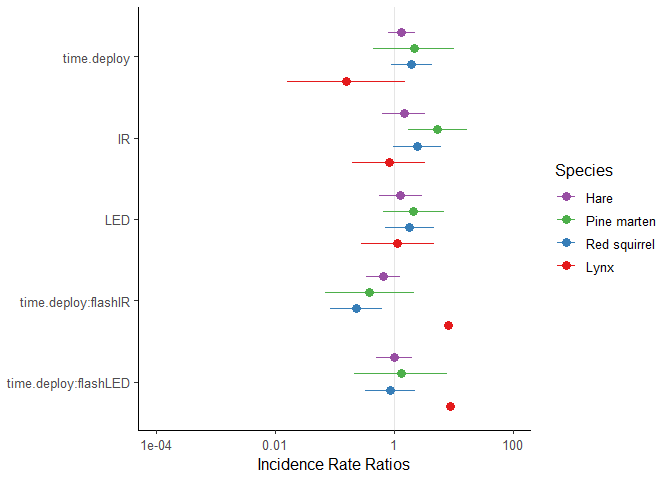 time.deploy
IR
LED
time.deploy:flashIR
time.deploy:flashLED
1e-04
0.01
1
100
Incidence Rate Ratios
Species
Hare
Pine marten
Red squirrel
Lynx